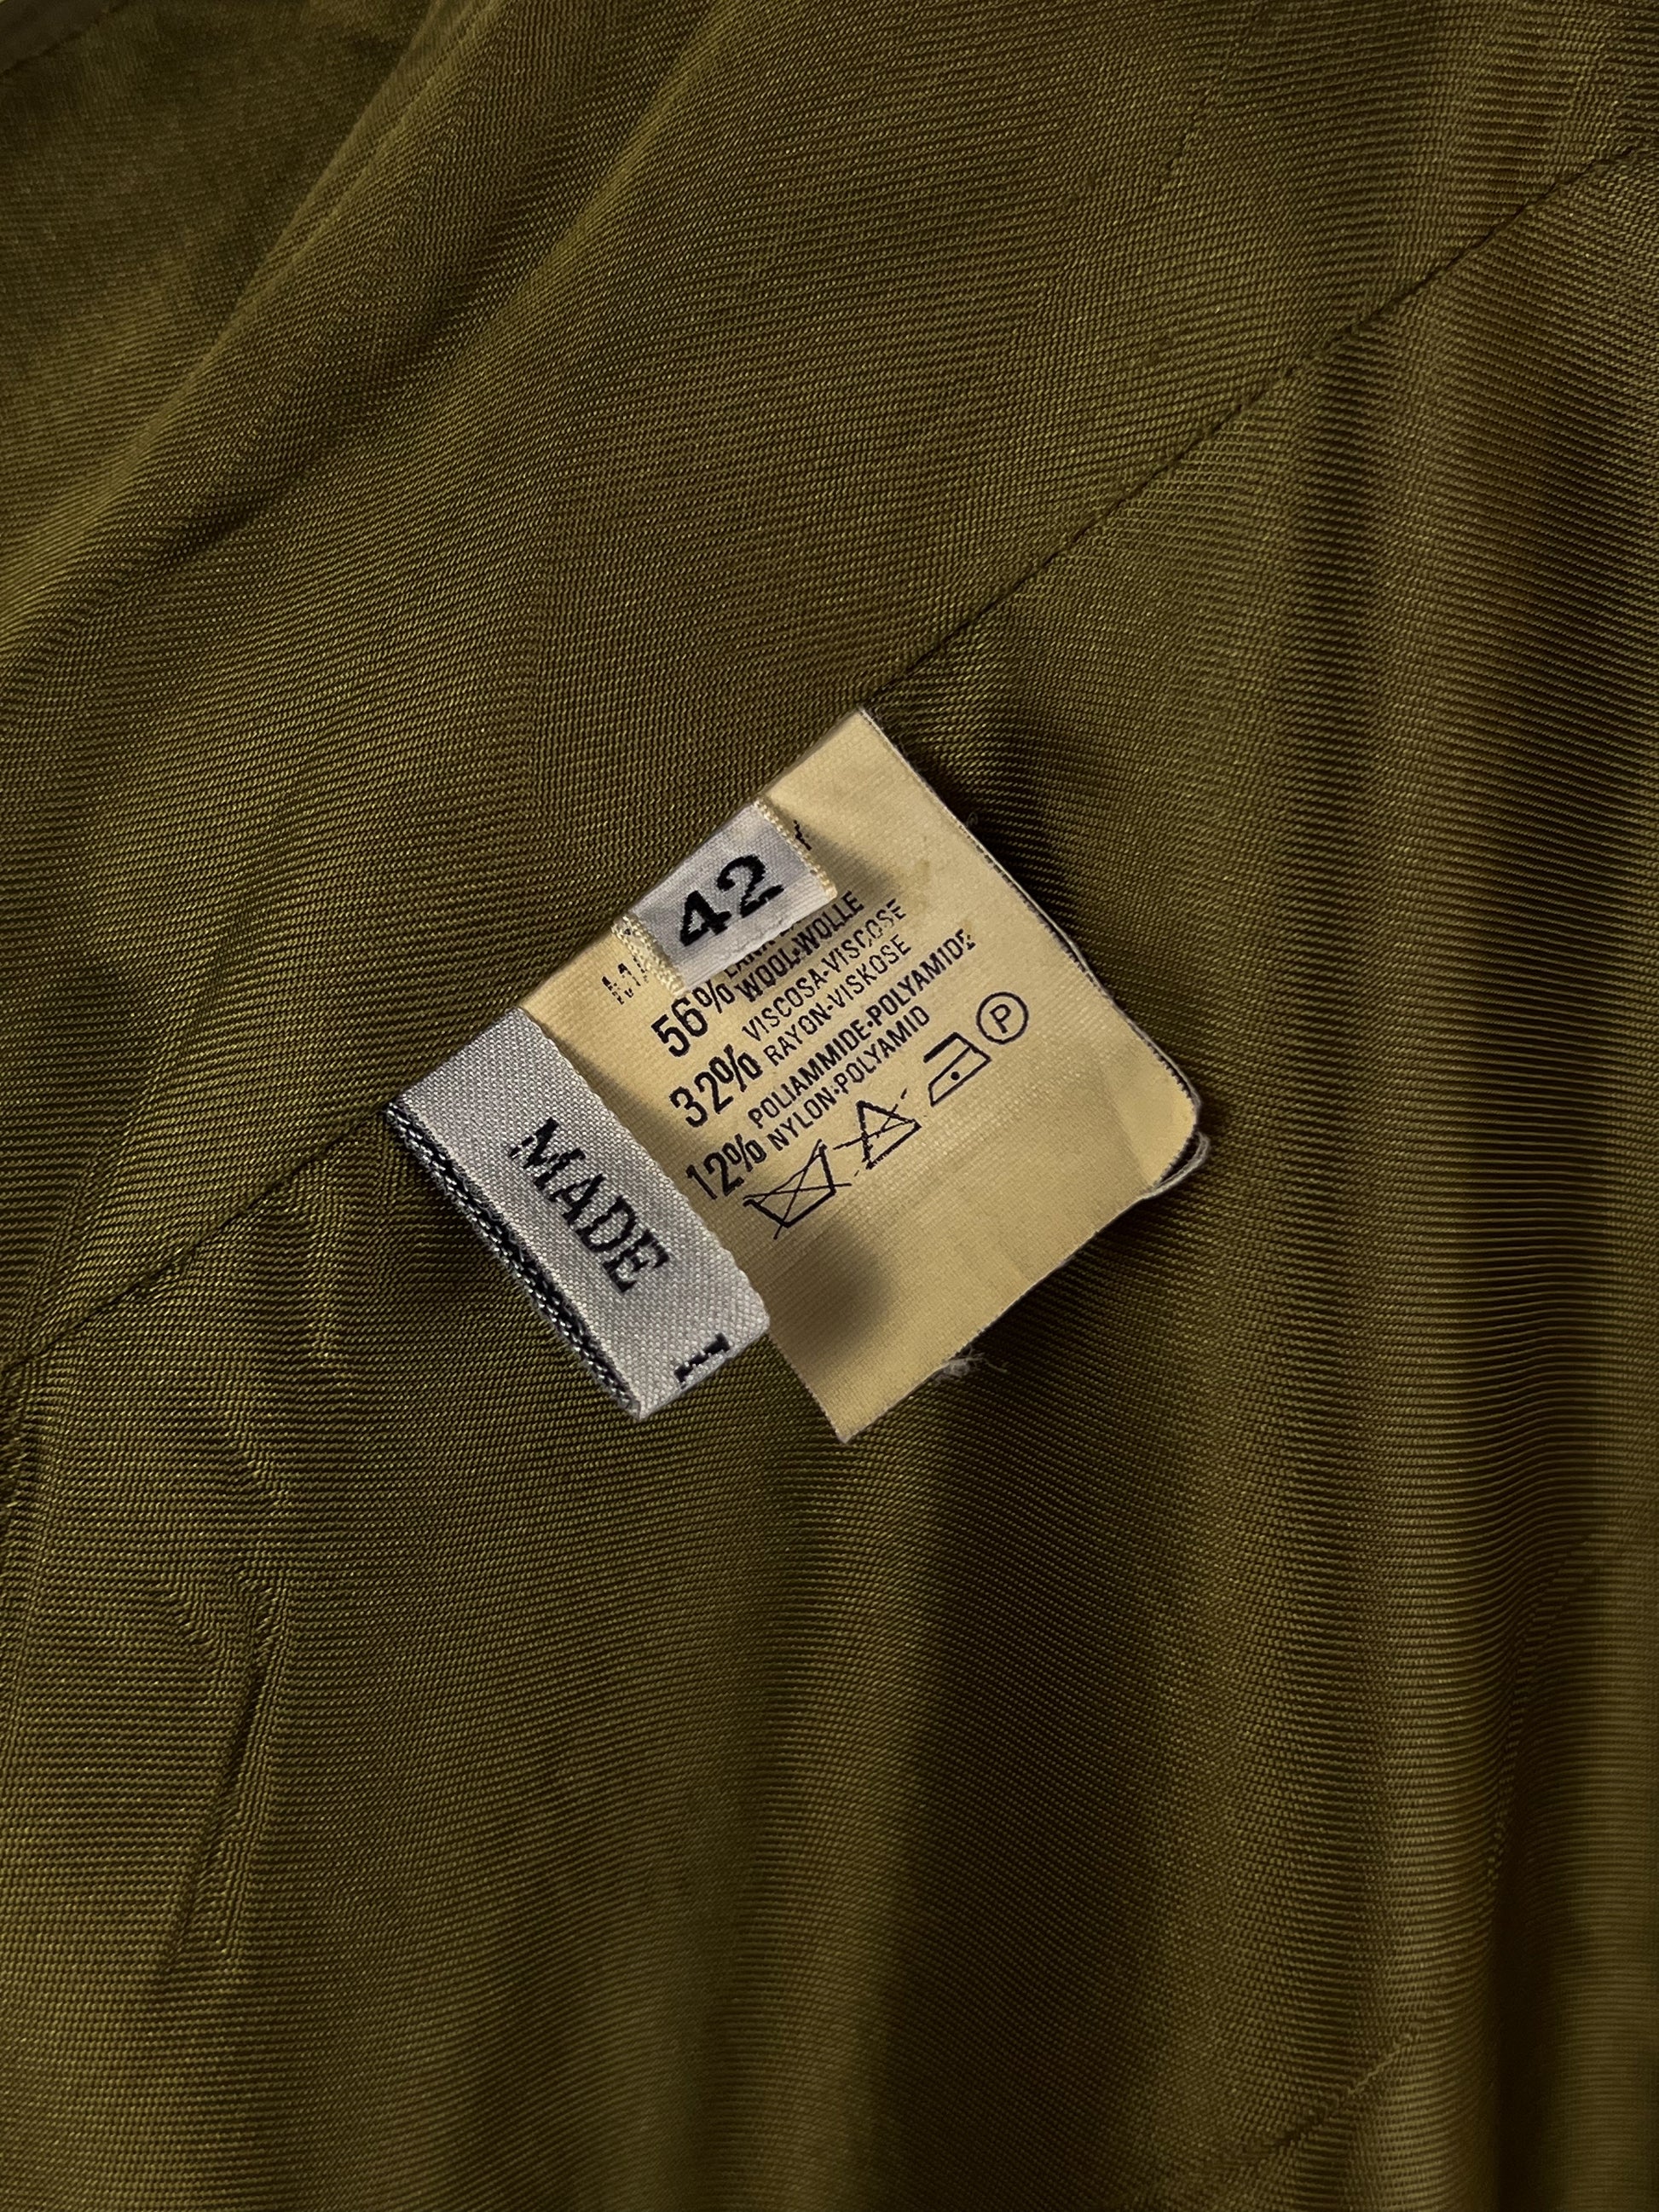 42
56% WOOL·WOLLE
32% VISCOSA·VISCOSE
RAYON·VISKOSE
12% POLIAMMIDE·POLYAMIDE
NYLON·POLYAMID
P
MADE
I